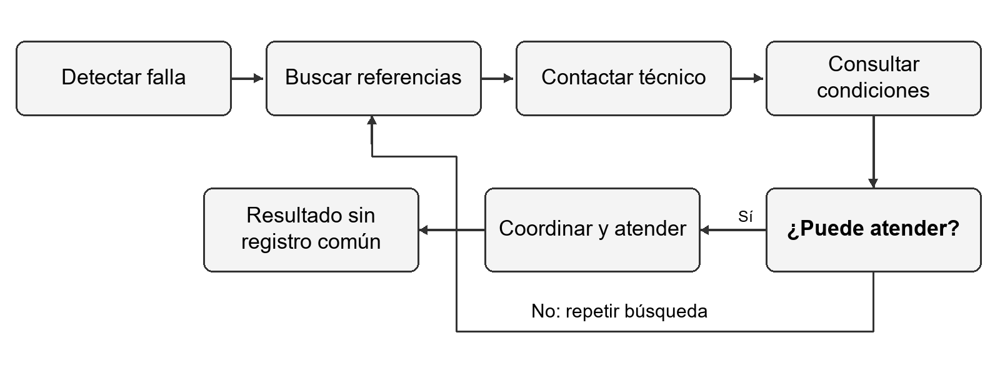 Detectar falla
Buscar referencias
Contactar técnico
Consultar
condiciones
¿Puede atender?
Sí
Coordinar y atender
Resultado sin
registro común
No: repetir búsqueda